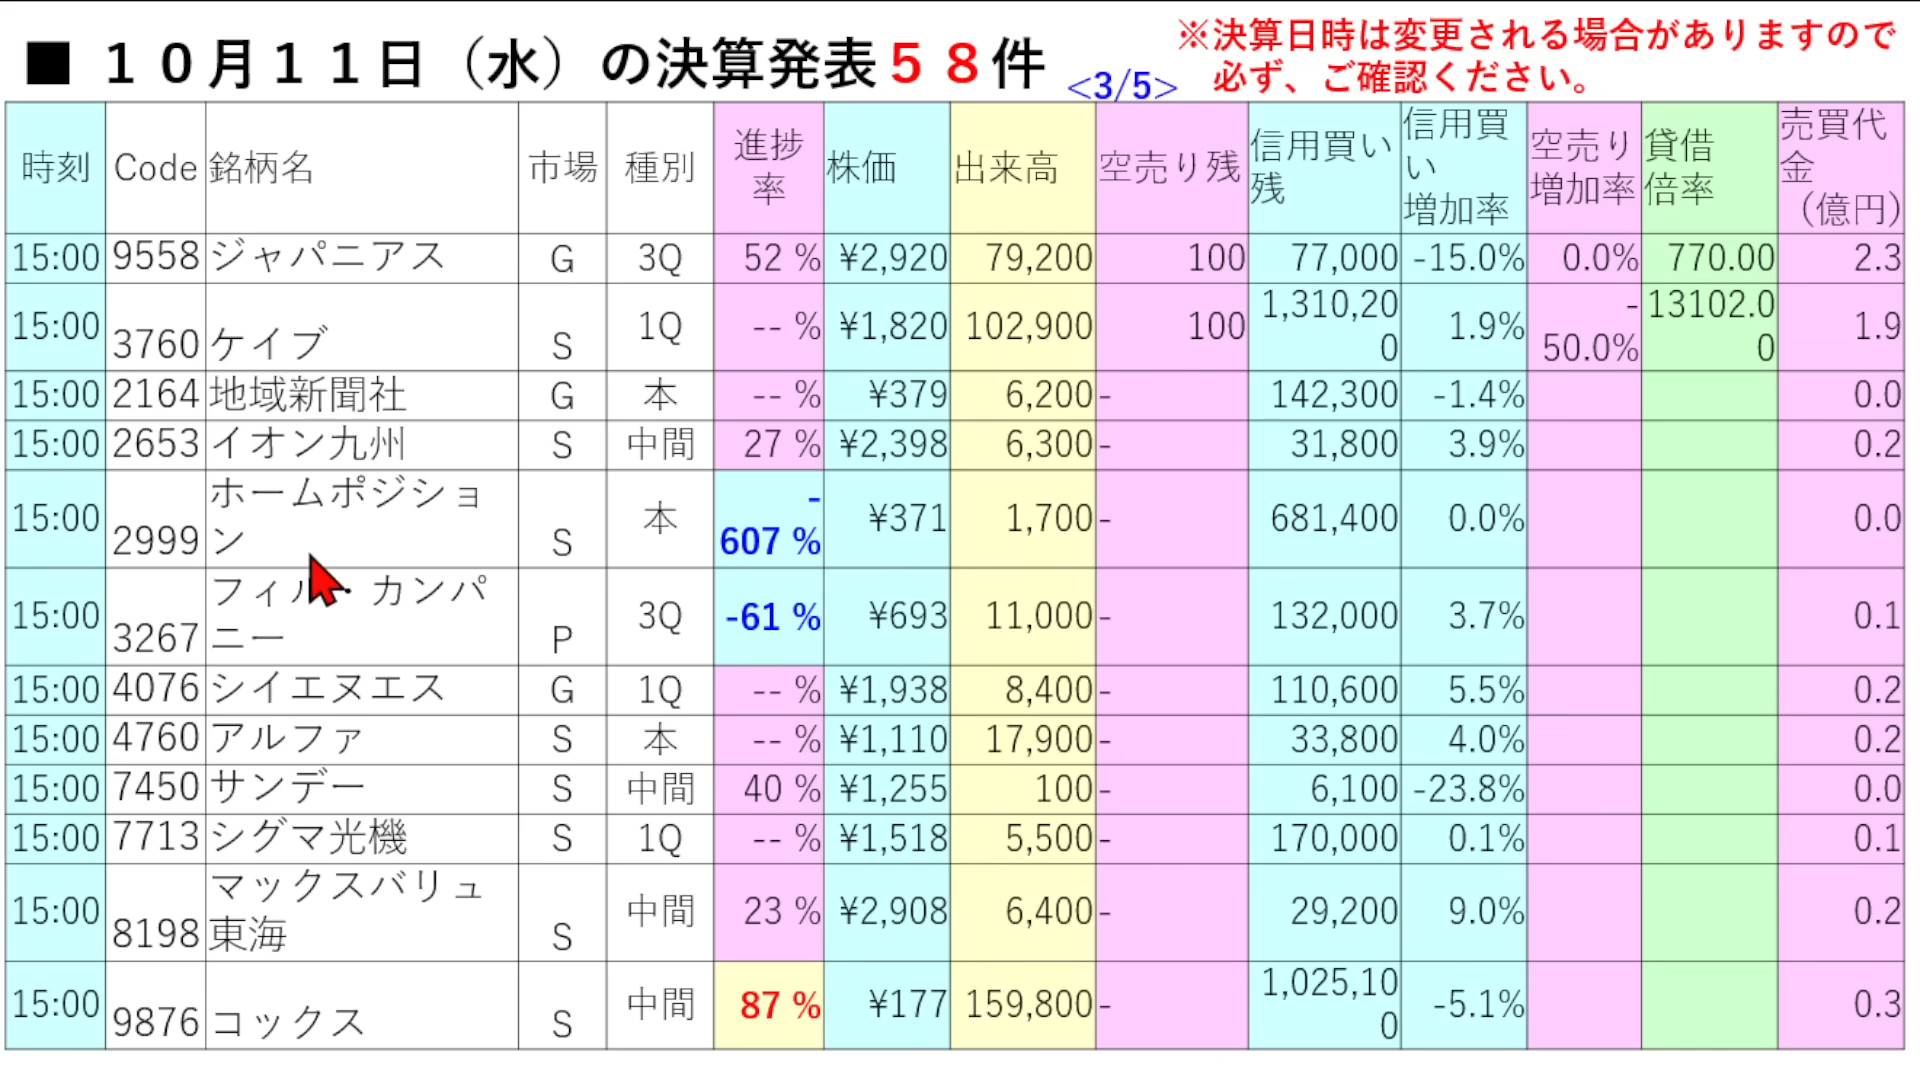 ■ １０月１１日（水）の決算発表５８件
<3/5>
※決算日時は変更される場合がありますので
必ず、ご確認ください。
時刻 Code 銘柄名 市場 種別 進捗率 株価 出来高 空売り残 信用買い残 信用買い増加率 空売り増加率 貸借倍率 売買代金（億円）
15:00 9558 ジャパニアス G 3Q 52 % ¥2,920 79,200 100 77,000 -15.0% 0.0% 770.00 2.3
15:00 3760 ケイブ S 1Q -- % ¥1,820 102,900 100 1,310,200 1.9% -50.0% 13102.00 1.9
15:00 2164 地域新聞社 G 本 -- % ¥379 6,200 - 142,300 -1.4% 0.0
15:00 2653 イオン九州 S 中間 27 % ¥2,398 6,300 - 31,800 3.9% 0.2
15:00 2999 ホームポジション S 本 -607 % ¥371 1,700 - 681,400 0.0% 0.0
15:00 3267 フィル・カンパニー P 3Q -61 % ¥693 11,000 - 132,000 3.7% 0.1
15:00 4076 シイエヌエス G 1Q -- % ¥1,938 8,400 - 110,600 5.5% 0.2
15:00 4760 アルファ S 本 -- % ¥1,110 17,900 - 33,800 4.0% 0.2
15:00 7450 サンデー S 中間 40 % ¥1,255 100 - 6,100 -23.8% 0.0
15:00 7713 シグマ光機 S 1Q -- % ¥1,518 5,500 - 170,000 0.1% 0.1
15:00 8198 マックスバリュ東海 S 中間 23 % ¥2,908 6,400 - 29,200 9.0% 0.2
15:00 9876 コックス S 中間 87 % ¥177 159,800 - 1,025,100 -5.1% 0.3